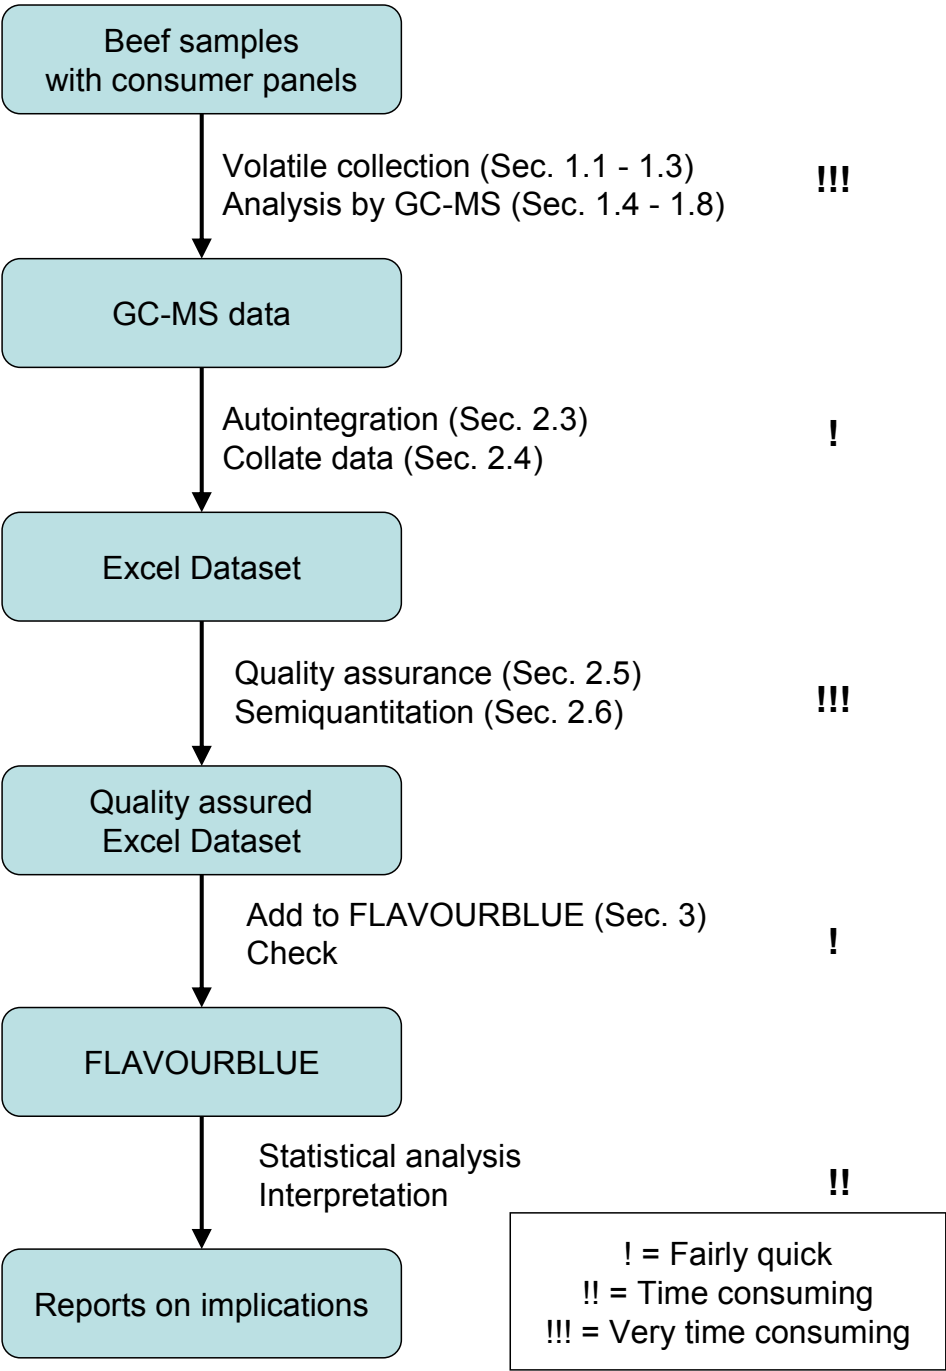 Beef samples
with consumer panels
Volatile collection (Sec. 1.1 - 1.3)
Analysis by GC-MS (Sec. 1.4 - 1.8)
!!!
GC-MS data
Autointegration (Sec. 2.3)
Collate data (Sec. 2.4)
!
Excel Dataset
Quality assurance (Sec. 2.5)
Semiquantitation (Sec. 2.6)
!!!
Quality assured
Excel Dataset
Add to FLAVOURBLUE (Sec. 3)
Check
!
FLAVOURBLUE
Statistical analysis
Interpretation
!!
Reports on implications
! = Fairly quick
!! = Time consuming
!!! = Very time consuming